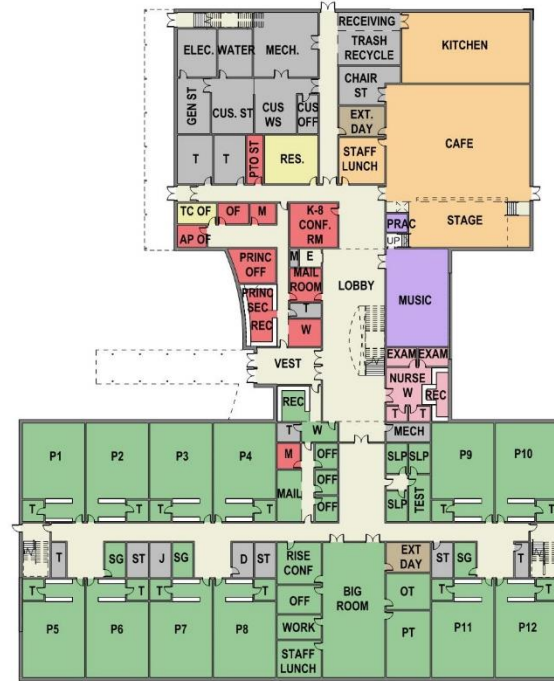 RECEIVING
KITCHEN
ELEC.
WATER
MECH.
TRASH
RECYCLE
CHAIR
ST
GEN ST
CUS. ST
CUS
WS
CUS
OFF
EXT.
DAY
CAFE
T
T
PTO ST
RES.
STAFF
LUNCH
TC OF
OF
M
K-8
CONF.
RM
PRAC
STAGE
AP OF
UP
PRINC
OFF
M
E
MAIL
ROOM
LOBBY
MUSIC
PRINC
SEC
REC
T
W
VEST
EXAM
EXAM
NURSE
W
REC
T
T
REC
T
W
MECH
P1
P2
P3
P4
M
OFF
SLP
SLP
P9
P10
MAIL
OFF
OFF
SLP
TEST
T
T
T
T
T
T
T
SG
ST
J
SG
D
ST
RISE
CONF
EXT
DAY
ST
SG
T
T
T
T
T
T
T
P5
P6
P7
P8
OFF
BIG
ROOM
OT
P11
P12
WORK
PT
STAFF
LUNCH